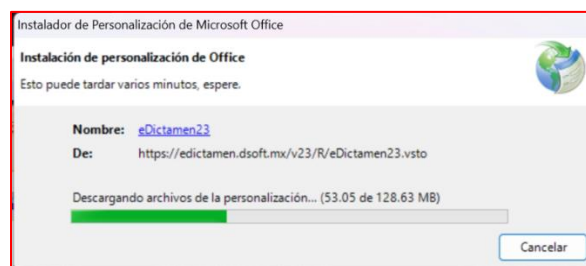 Instalador de Personalización de Microsoft Office
Instalación de personalización de Office
Esto puede tardar varios minutos, espere.
Nombre: eDictamen23
De: https://edictamen.dsoft.mx/v23/R/eDictamen23.vsto
Descargando archivos de la personalización... (53.05 de 128.63 MB)
Cancelar